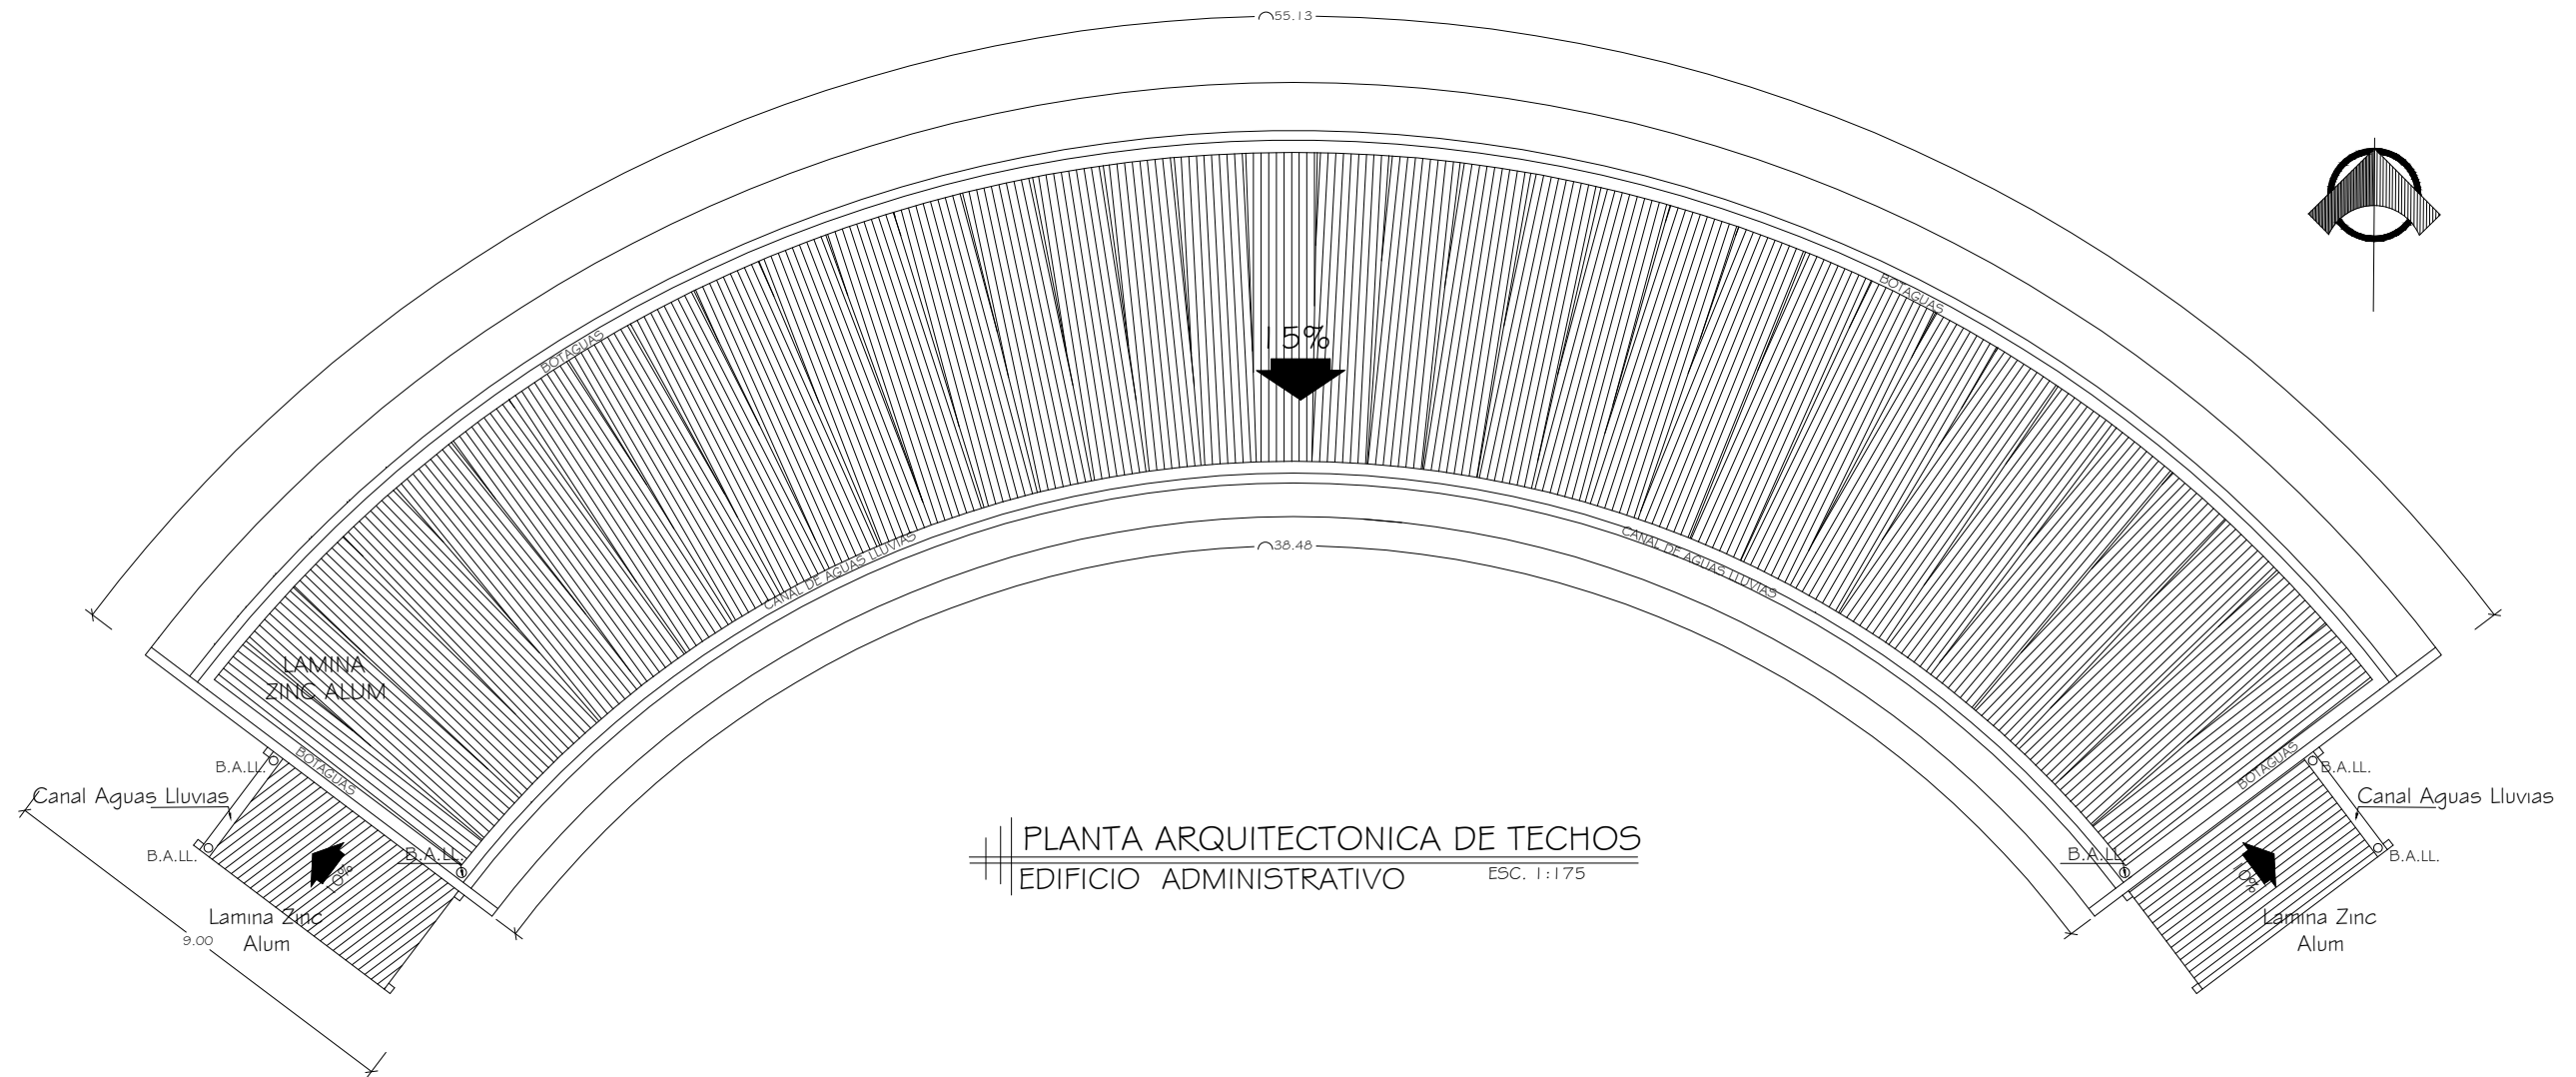 55.13
BOTAGUAS
BOTAGUAS
15%
CANAL DE AGUAS LLUVIAS
38.48
CANAL DE AGUAS LLUVIAS
LAMINA
ZINC ALUM
BOTAGUAS
B.A.LL.
Canal Aguas Lluvias
B.A.LL.
B.A.LL.
10%
Lamina Zinc
Alum
9.00
PLANTA ARQUITECTONICA DE TECHOS
EDIFICIO ADMINISTRATIVO
ESC. 1:175
BOTAGUAS
B.A.LL.
Canal Aguas Lluvias
B.A.LL.
B.A.LL.
10%
Lamina Zinc
Alum